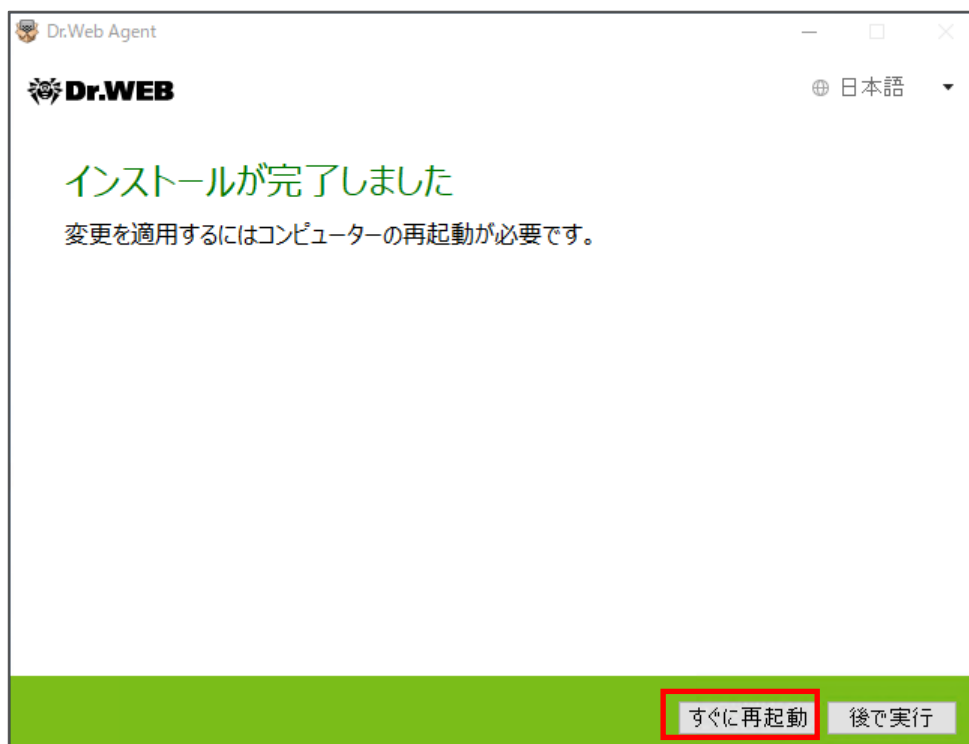 Dr.Web Agent
Dr.WEB
日本語
インストールが完了しました
変更を適用するにはコンピューターの再起動が必要です。
すぐに再起動
後で実行